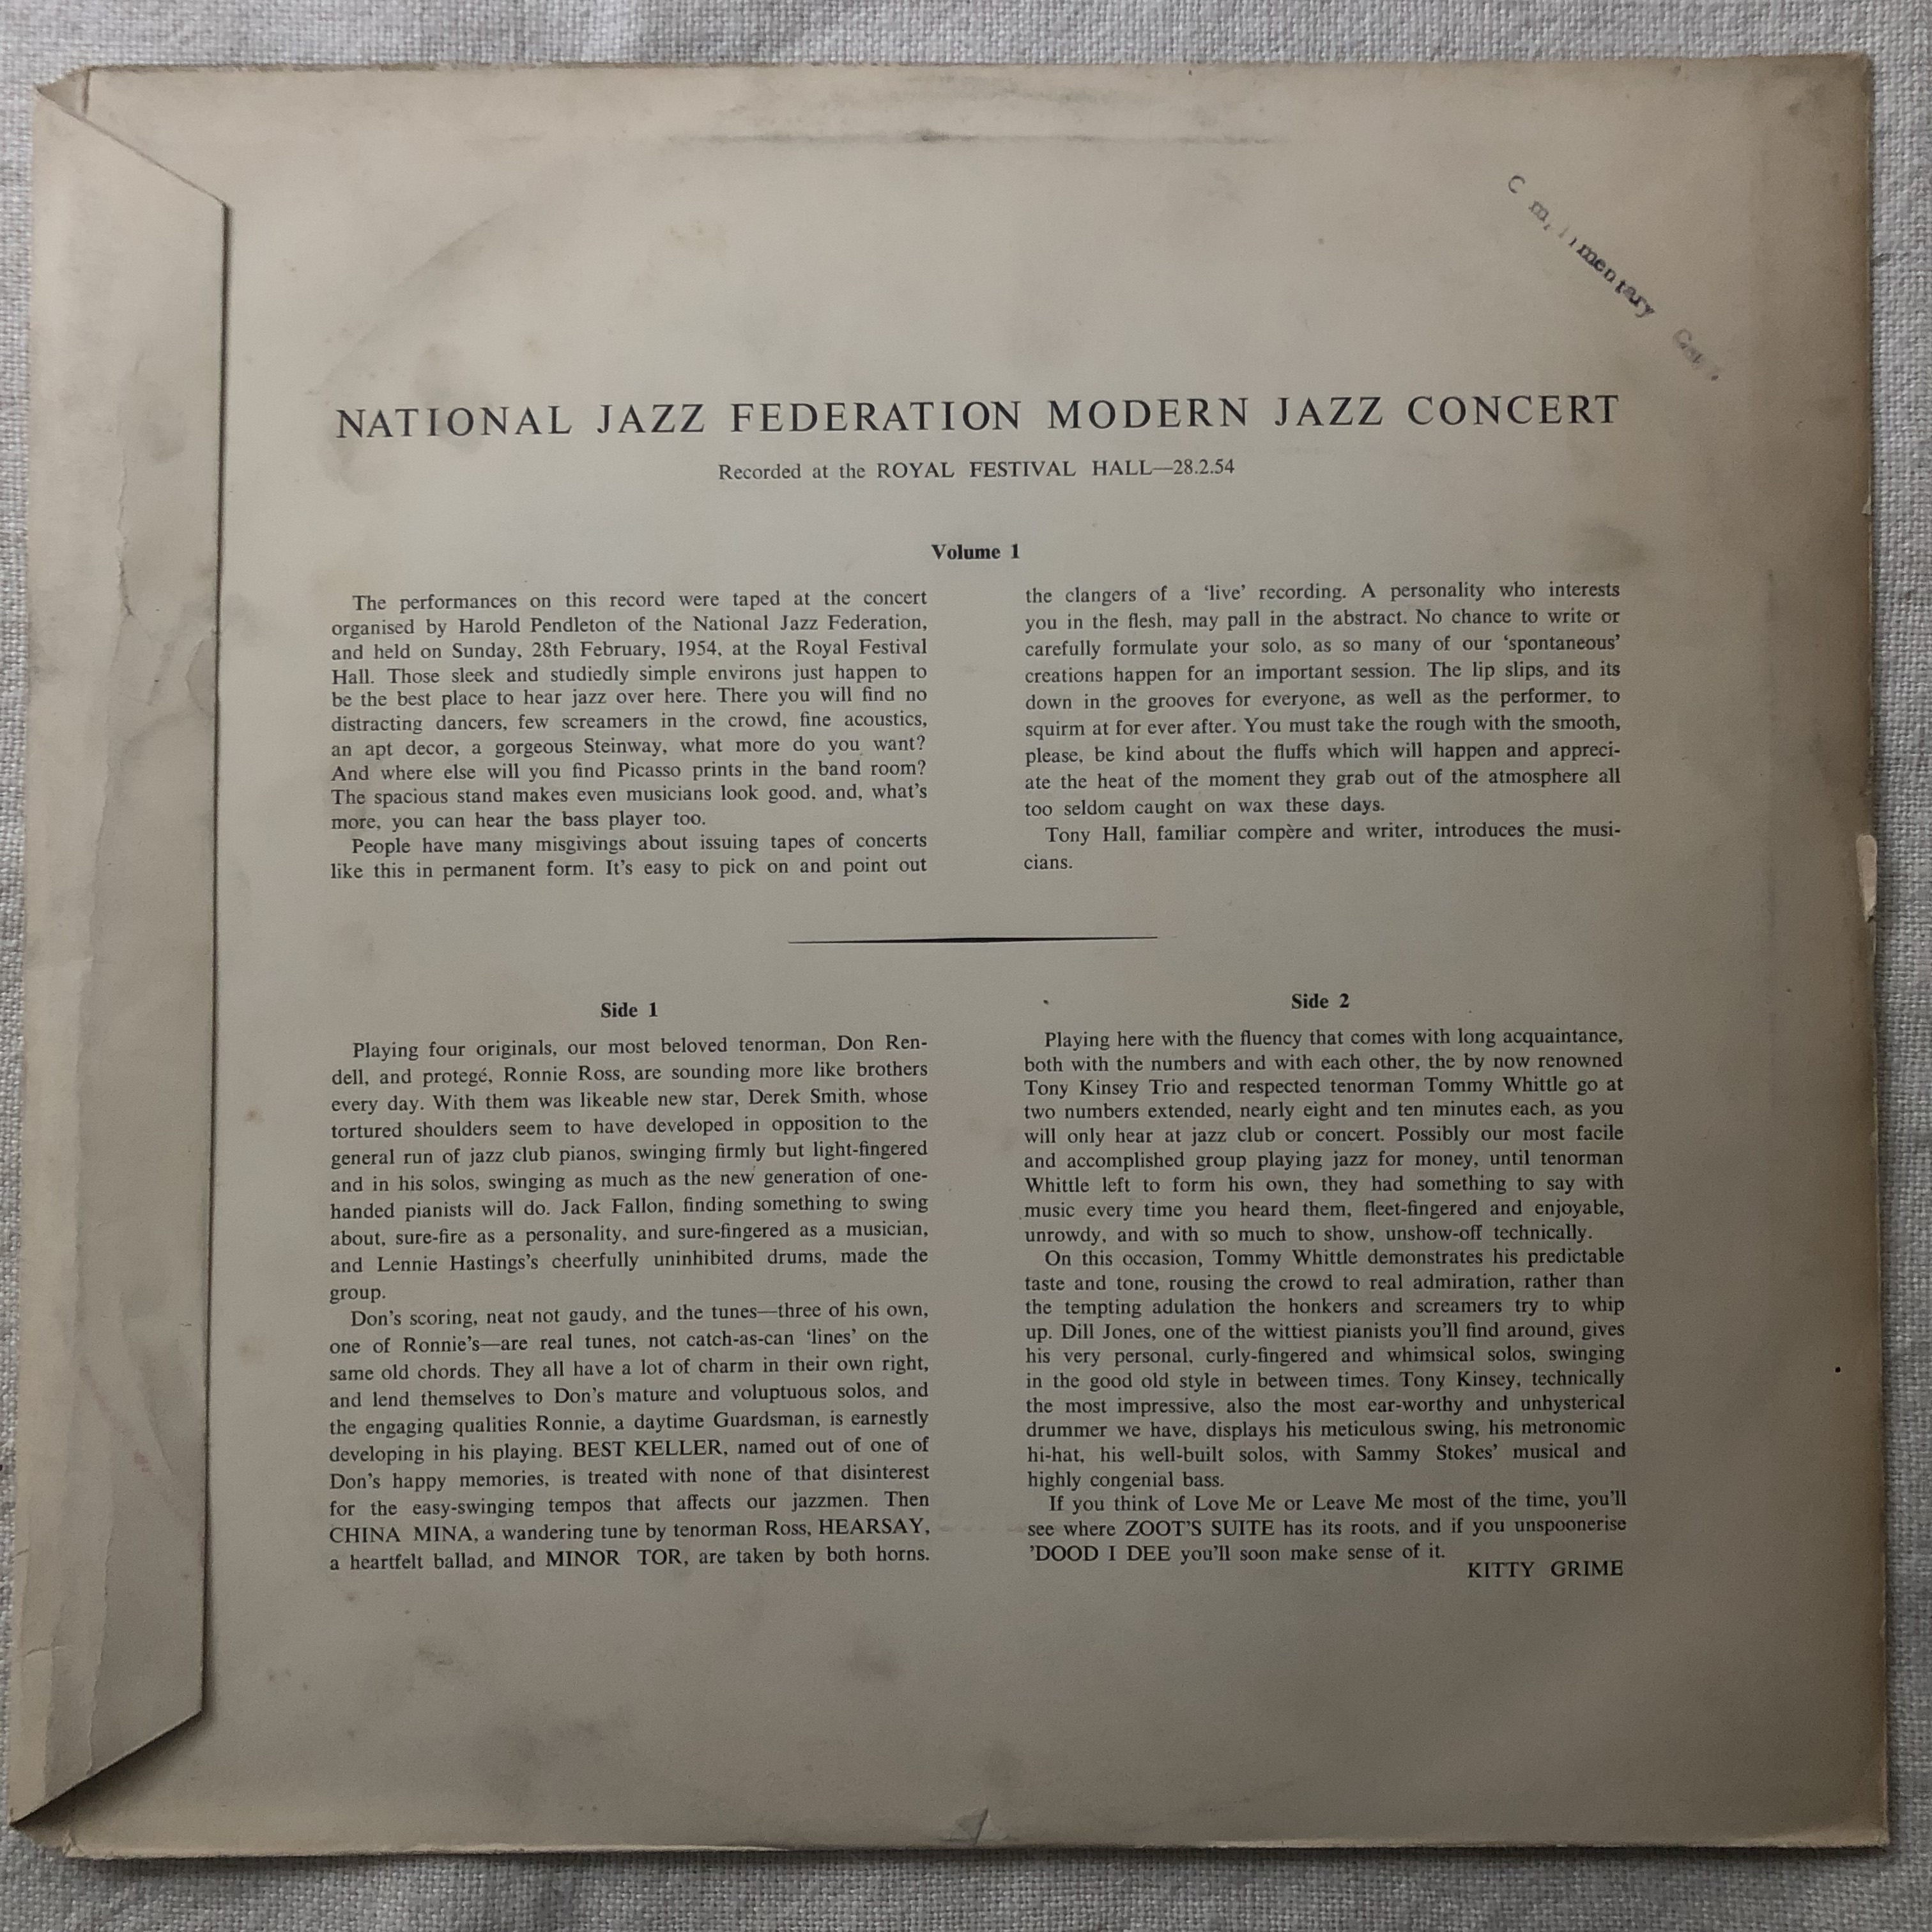 Complimentary
NATIONAL JAZZ FEDERATION MODERN JAZZ CONCERT
Recorded at the ROYAL FESTIVAL HALL—28.2.54
Volume 1
The performances on this record were taped at the concert
organised by Harold Pendleton of the National Jazz Federation,
and held on Sunday, 28th February, 1954, at the Royal Festival
Hall. Those sleek and studiedly simple environs just happen to
be the best place to hear jazz over here. There you will find no
distracting dancers, few screamers in the crowd, fine acoustics,
an apt decor, a gorgeous Steinway, what more do you want?
And where else will you find Picasso prints in the band room?
The spacious stand makes even musicians look good, and, what's
more, you can hear the bass player too.
People have many misgivings about issuing tapes of concerts
like this in permanent form. It's easy to pick on and point out
the clangers of a 'live' recording. A personality who interests
you in the flesh, may pall in the abstract. No chance to write or
carefully formulate your solo, as so many of our 'spontaneous'
creations happen for an important session. The lip slips, and its
down in the grooves for everyone, as well as the performer, to
squirm at for ever after. You must take the rough with the smooth,
please, be kind about the fluffs which will happen and appreci-
ate the heat of the moment they grab out of the atmosphere all
too seldom caught on wax these days.
Tony Hall, familiar compère and writer, introduces the musi-
cians.
Side 1
Playing four originals, our most beloved tenorman, Don Ren-
dell, and protegé, Ronnie Ross, are sounding more like brothers
every day. With them was likeable new star, Derek Smith, whose
tortured shoulders seem to have developed in opposition to the
general run of jazz club pianos, swinging firmly but light-fingered
and in his solos, swinging as much as the new generation of one-
handed pianists will do. Jack Fallon, finding something to swing
about, sure-fire as a personality, and sure-fingered as a musician,
and Lennie Hastings's cheerfully uninhibited drums, made the
group.
Don's scoring, neat not gaudy, and the tunes—three of his own,
one of Ronnie's—are real tunes, not catch-as-can 'lines' on the
same old chords. They all have a lot of charm in their own right,
and lend themselves to Don's mature and voluptuous solos, and
the engaging qualities Ronnie, a daytime Guardsman, is earnestly
developing in his playing. BEST KELLER, named out of one of
Don's happy memories, is treated with none of that disinterest
for the easy-swinging tempos that affects our jazzmen. Then
CHINA MINA, a wandering tune by tenorman Ross, HEARSAY,
a heartfelt ballad, and MINOR TOR, are taken by both horns.
Side 2
Playing here with the fluency that comes with long acquaintance,
both with the numbers and with each other, the by now renowned
Tony Kinsey Trio and respected tenorman Tommy Whittle go at
two numbers extended, nearly eight and ten minutes each, as you
will only hear at jazz club or concert. Possibly our most facile
and accomplished group playing jazz for money, until tenorman
Whittle left to form his own, they had something to say with
music every time you heard them, fleet-fingered and enjoyable,
unrowdy, and with so much to show, unshow-off technically.
On this occasion, Tommy Whittle demonstrates his predictable
taste and tone, rousing the crowd to real admiration, rather than
the tempting adulation the honkers and screamers try to whip
up. Dill Jones, one of the wittiest pianists you'll find around, gives
his very personal, curly-fingered and whimsical solos, swinging
in the good old style in between times. Tony Kinsey, technically
the most impressive, also the most ear-worthy and unhysterical
drummer we have, displays his meticulous swing, his metronomic
hi-hat, his well-built solos, with Sammy Stokes' musical and
highly congenial bass.
If you think of Love Me or Leave Me most of the time, you'll
see where ZOOT'S SUITE has its roots, and if you unspoonerise
'DOOD I DEE you'll soon make sense of it.
KITTY GRIME